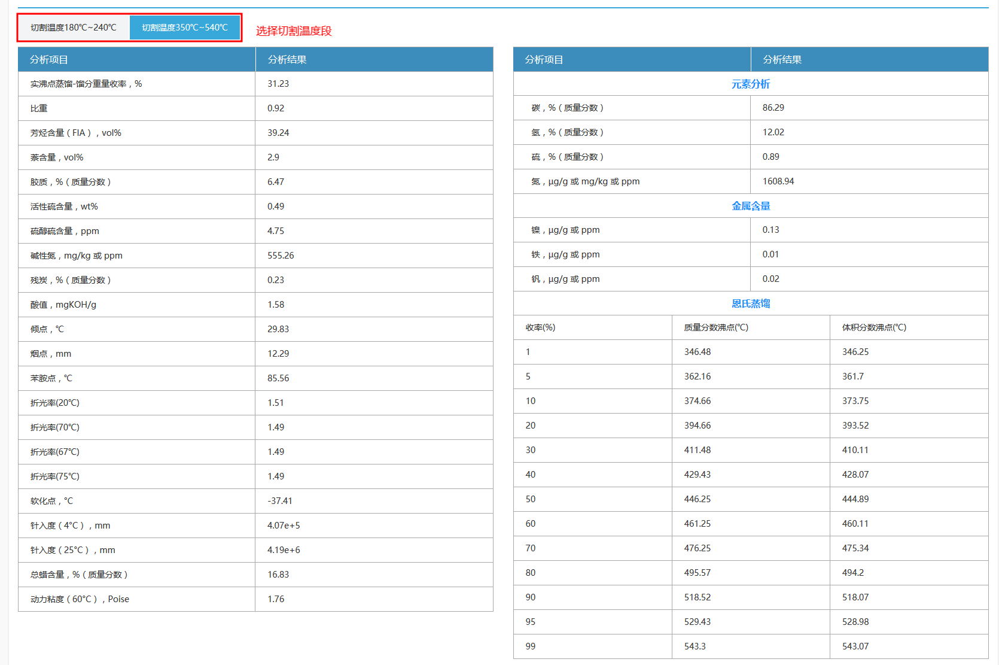 切割温度180℃~240℃ 切割温度350℃~540℃ 选择切割温度段
分析项目 分析结果
实沸点蒸馏-馏分重量收率，% 31.23
比重 0.92
芳烃含量（FIA），vol% 39.24
萘含量，vol% 2.9
胶质，%（质量分数） 6.47
活性硫含量，wt% 0.49
硫醇硫含量，ppm 4.75
碱性氮，mg/kg 或 ppm 555.26
残炭，%（质量分数） 0.23
酸值，mgKOH/g 1.58
倾点，℃ 29.83
烟点，mm 12.29
苯胺点，℃ 85.56
折光率(20℃) 1.51
折光率(70℃) 1.49
折光率(67℃) 1.49
折光率(75℃) 1.49
软化点，°C -37.41
针入度（4°C），mm 4.07e+5
针入度（25°C），mm 4.19e+6
总蜡含量，%（质量分数） 16.83
动力粘度（60°C），Poise 1.76
分析项目 分析结果
元素分析
碳，%（质量分数） 86.29
氢，%（质量分数） 12.02
硫，%（质量分数） 0.89
氮，μg/g 或 mg/kg 或 ppm 1608.94
金属含量
镍，μg/g 或 ppm 0.13
铁，μg/g 或 ppm 0.01
钒，μg/g 或 ppm 0.02
恩氏蒸馏
收率(%) 质量分数沸点(℃) 体积分数沸点(℃)
1 346.48 346.25
5 362.16 361.7
10 374.66 373.75
20 394.66 393.52
30 411.48 410.11
40 429.43 428.07
50 446.25 444.89
60 461.25 460.11
70 476.25 475.34
80 495.57 494.2
90 518.52 518.07
95 529.43 528.98
99 543.3 543.07